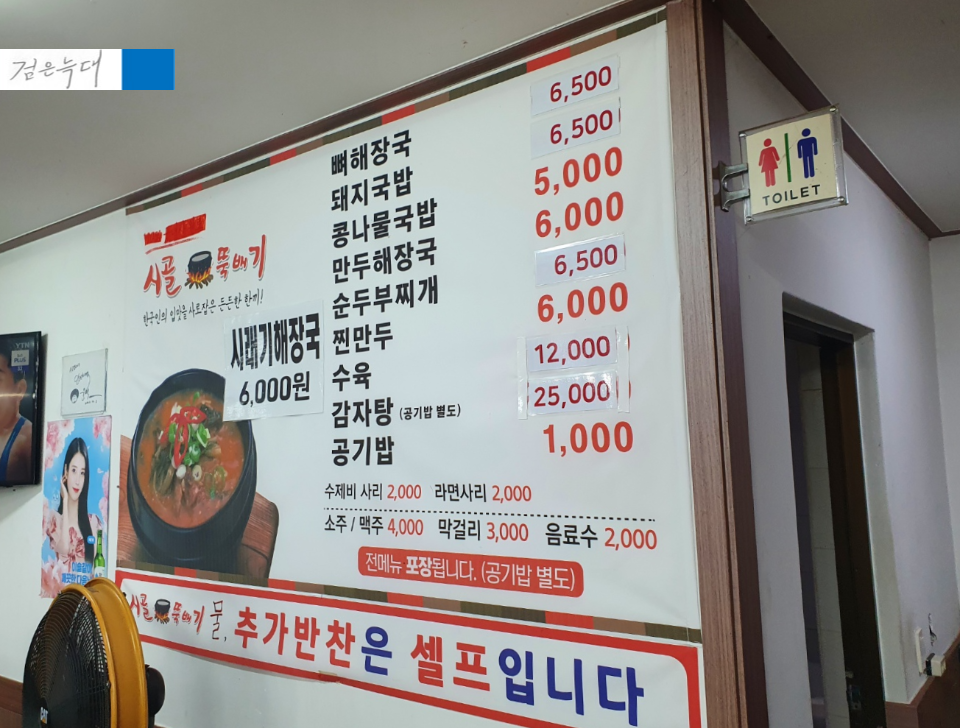 검은늑대
뼈해장국 6,500
돼지국밥 6,500
콩나물국밥 5,000
만두해장국 6,000
순두부찌개 6,500
찐만두 6,000
수육 12,000
감자탕 (공기밥 별도) 25,000
공기밥 1,000
시골 뚝배기
한국인의 입맛을 사로잡은 든든한 한끼!
시래기해장국
6,000원
수제비 사리 2,000 라면사리 2,000
소주 / 맥주 4,000 막걸리 3,000 음료수 2,000
전메뉴 포장됩니다. (공기밥 별도)
시골 뚝배기 물, 추가반찬은 셀프입니다
TOILET
YTN
CAT